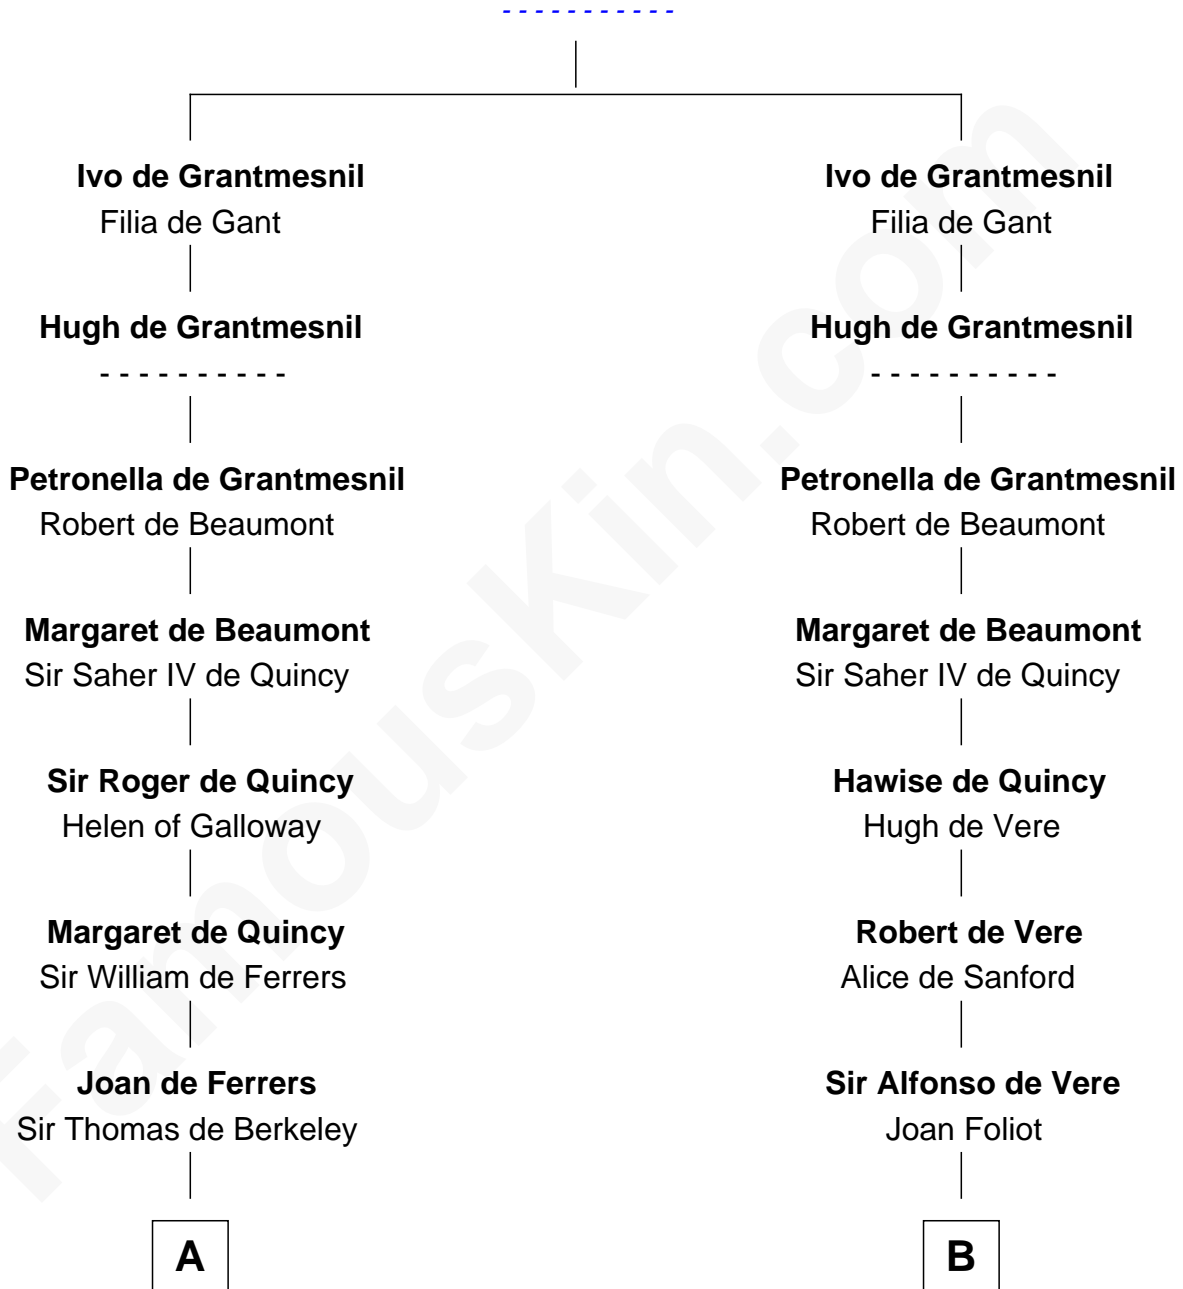 - - - - - - - - - - -
Ivo de Grantmesnil
Filia de Gant
Hugh de Grantmesnil
- - - - - - - - - -
Petronella de Grantmesnil
Robert de Beaumont
Margaret de Beaumont
Sir Saher IV de Quincy
Sir Roger de Quincy
Helen of Galloway
Margaret de Quincy
Sir William de Ferrers
Joan de Ferrers
Sir Thomas de Berkeley
A
Ivo de Grantmesnil
Filia de Gant
Hugh de Grantmesnil
- - - - - - - - - -
Petronella de Grantmesnil
Robert de Beaumont
Margaret de Beaumont
Sir Saher IV de Quincy
Hawise de Quincy
Hugh de Vere
Robert de Vere
Alice de Sanford
Sir Alfonso de Vere
Joan Foliot
B
FamousKin.com